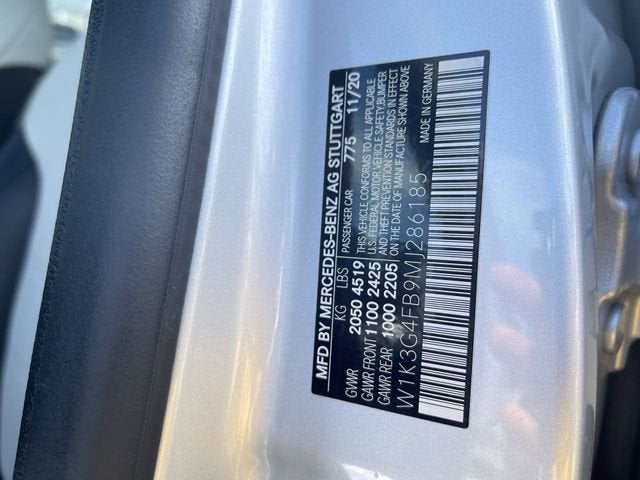 MFD BY MERCEDES-BENZ AG STUTTGART
PASSENGER CAR 775 11/20
KG LBS
GVWR 2050 4519
GAWR FRONT 1100 2425
GAWR REAR 1000 2205
THIS VEHICLE CONFORMS TO ALL APPLICABLE
U.S. FEDERAL MOTOR VEHICLE SAFETY,BUMPER
AND THEFT PREVENTION STANDARDS IN EFFECT
ON THE DATE OF MANUFACTURE SHOWN ABOVE
W1K3G4FB9MJ286185
MADE IN GERMANY